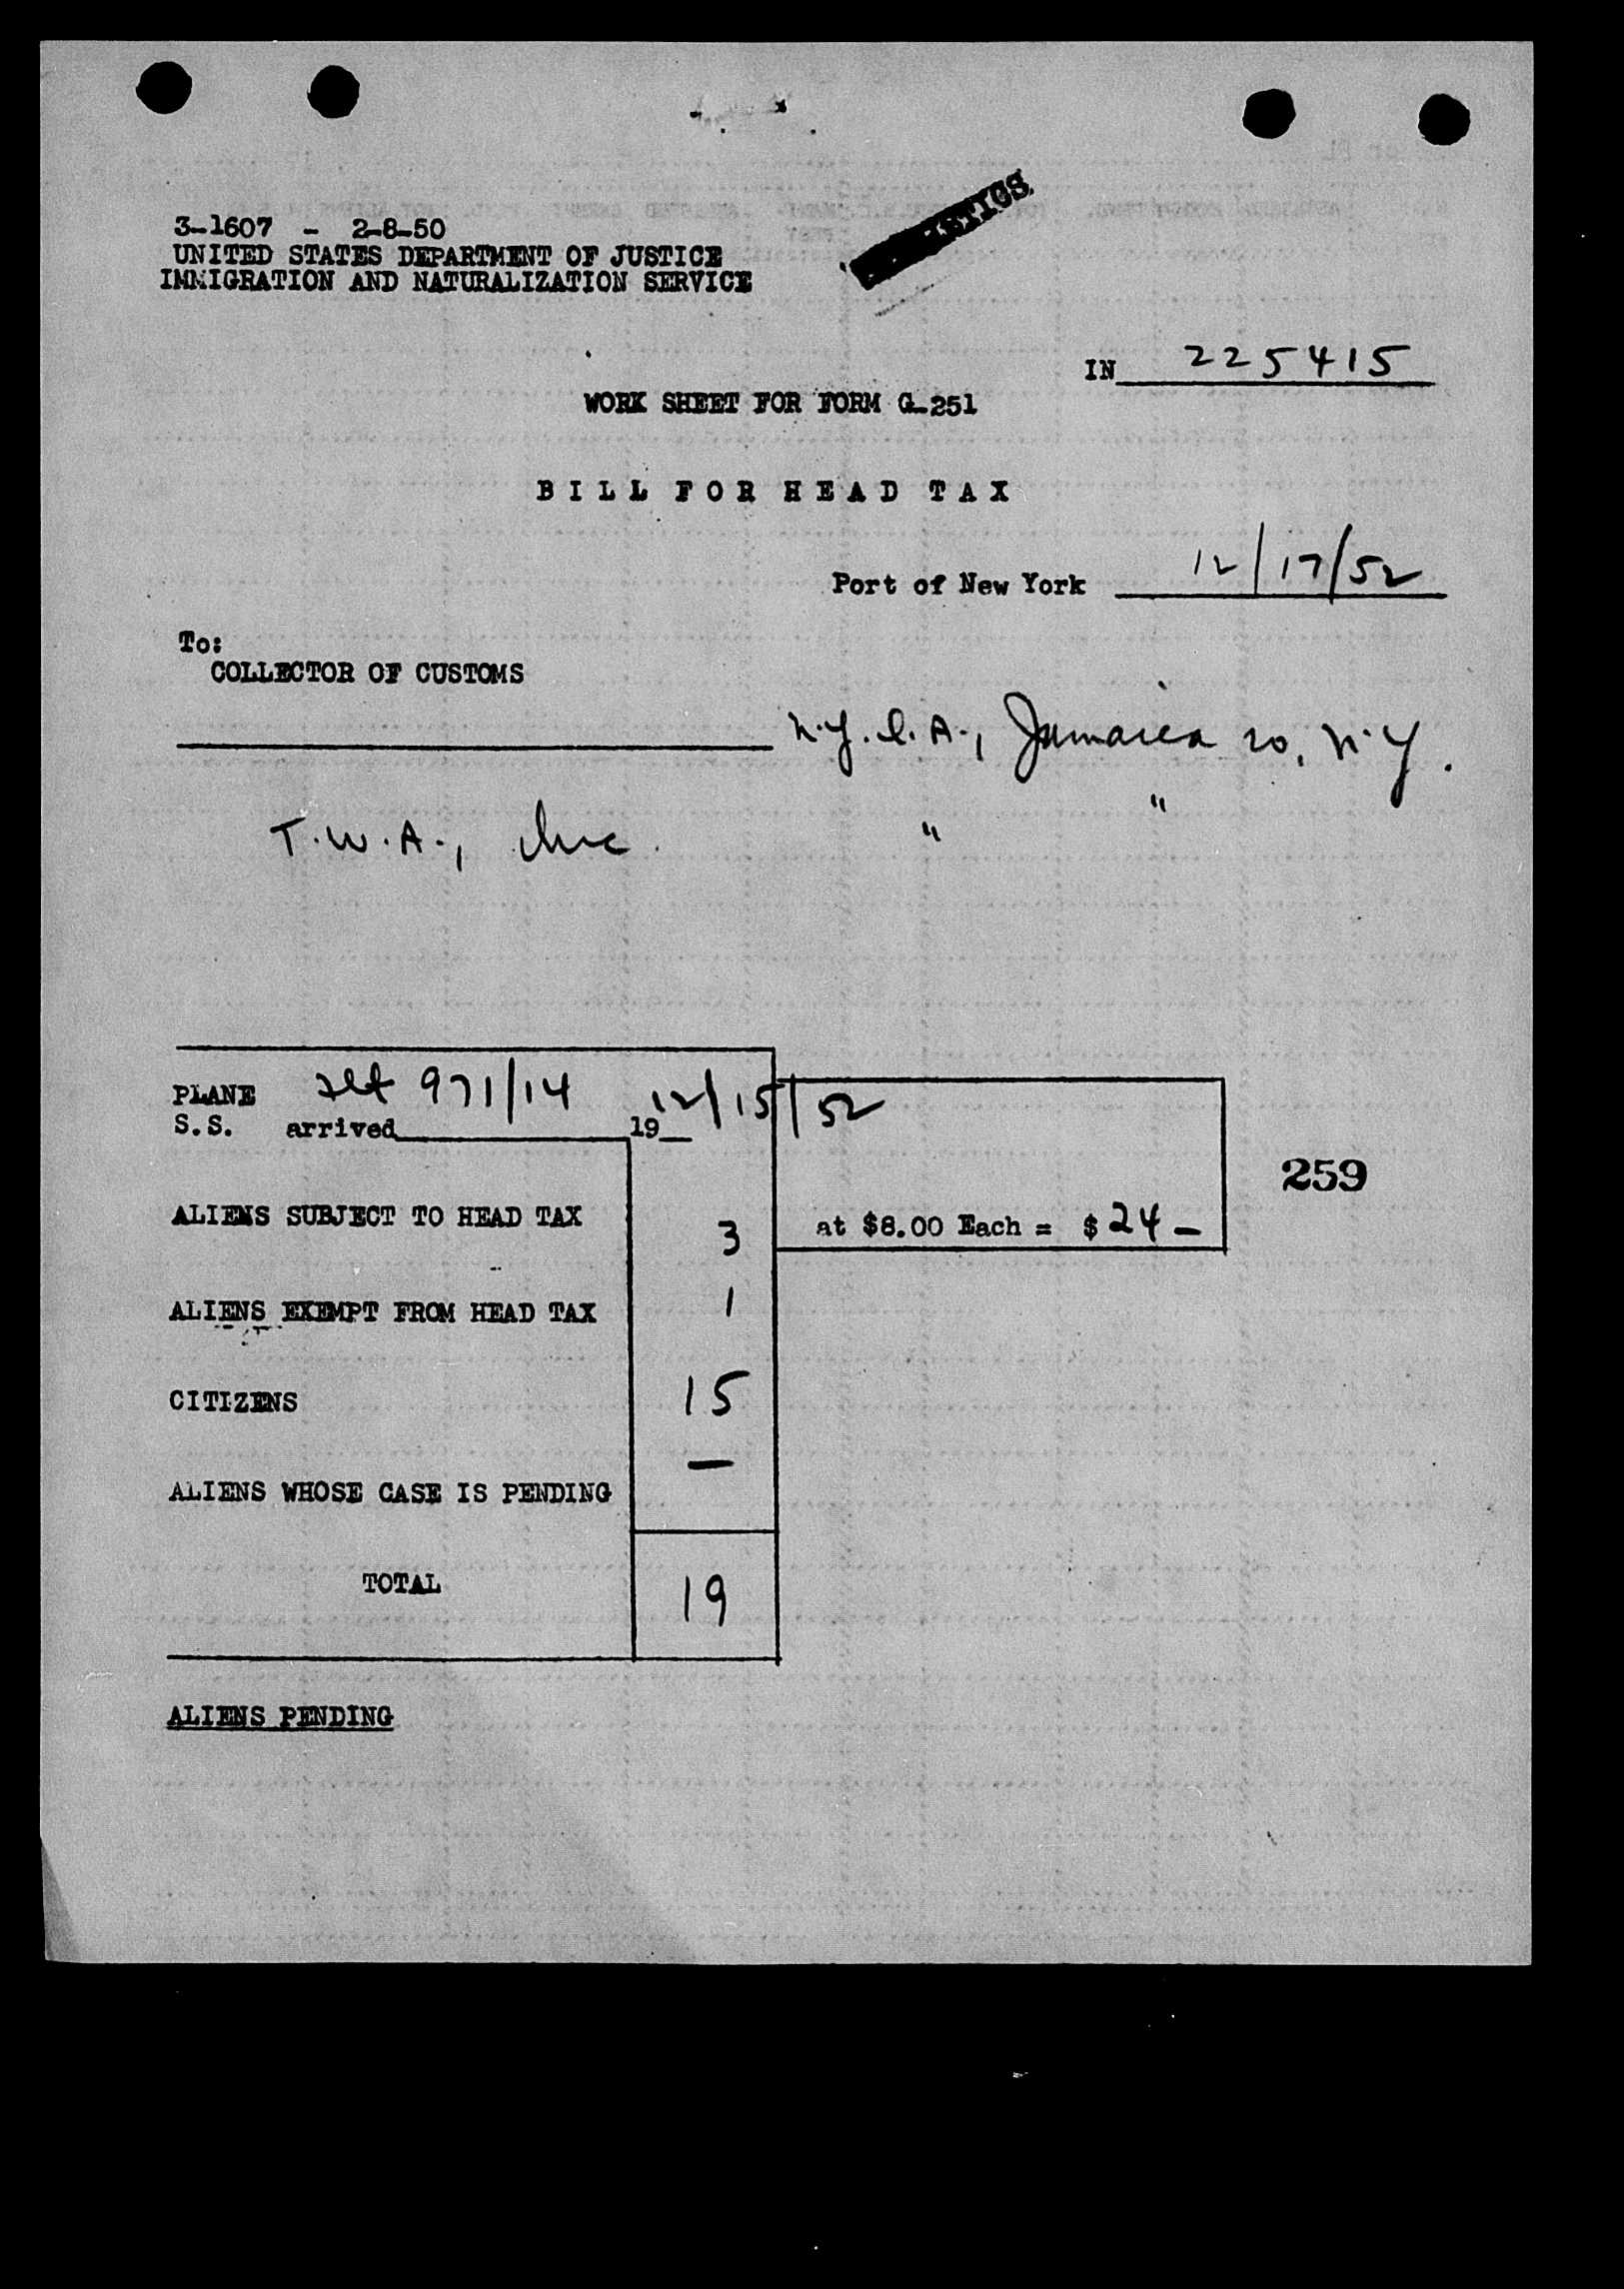 3-1607 - 2-8-50
UNITED STATES DEPARTMENT OF JUSTICE
IMMIGRATION AND NATURALIZATION SERVICE
IN 225415
WORK SHEET FOR FORM G-251
BILL FOR HEAD TAX
Port of New York 12/17/52
To:
COLLECTOR OF CUSTOMS
N.Y.I.A., Jamaica 20, N.Y.
T.W.A., Inc. " "
PLANE flt 971/14 12/15/52
S.S. arrived 19
259
ALIENS SUBJECT TO HEAD TAX 3 at $8.00 Each = $ 24 -
ALIENS EXEMPT FROM HEAD TAX 1
CITIZENS 15
ALIENS WHOSE CASE IS PENDING —
TOTAL 19
ALIENS PENDING